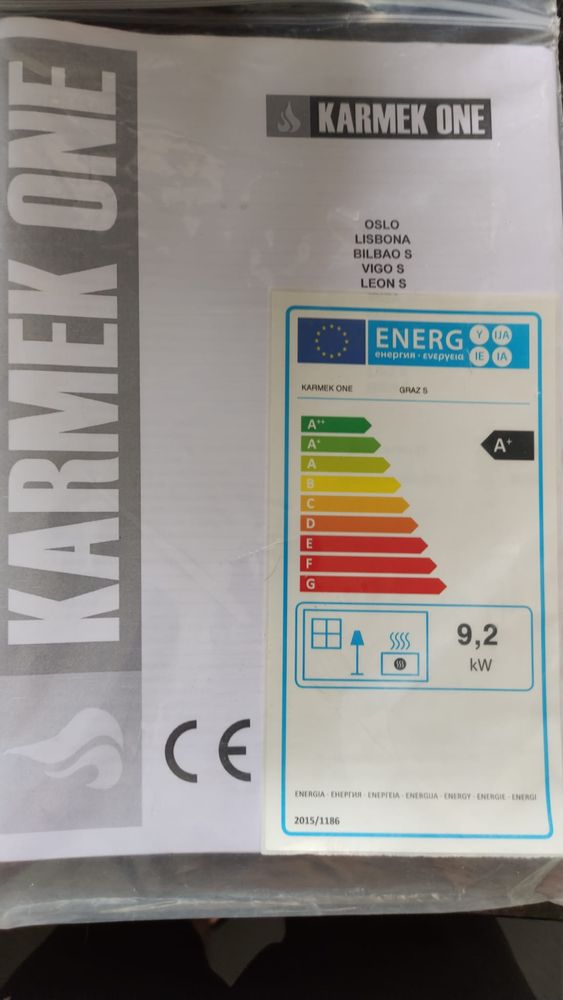 KARMEK ONE
KARMEK ONE
OSLO
LISBONA
BILBAO S
VIGO S
LEON S
ENERG Y IJA
енергия · ενεργεια IE IA
KARMEK ONE GRAZ S
A++
A+
A+
A
B
C
D
E
F
G
9,2
kW
CE
ENERGIA · ЕНЕРГИЯ · ΕΝΕΡΓΕΙΑ · ENERGIJA · ENERGY · ENERGIE · ENERGI
2015/1186